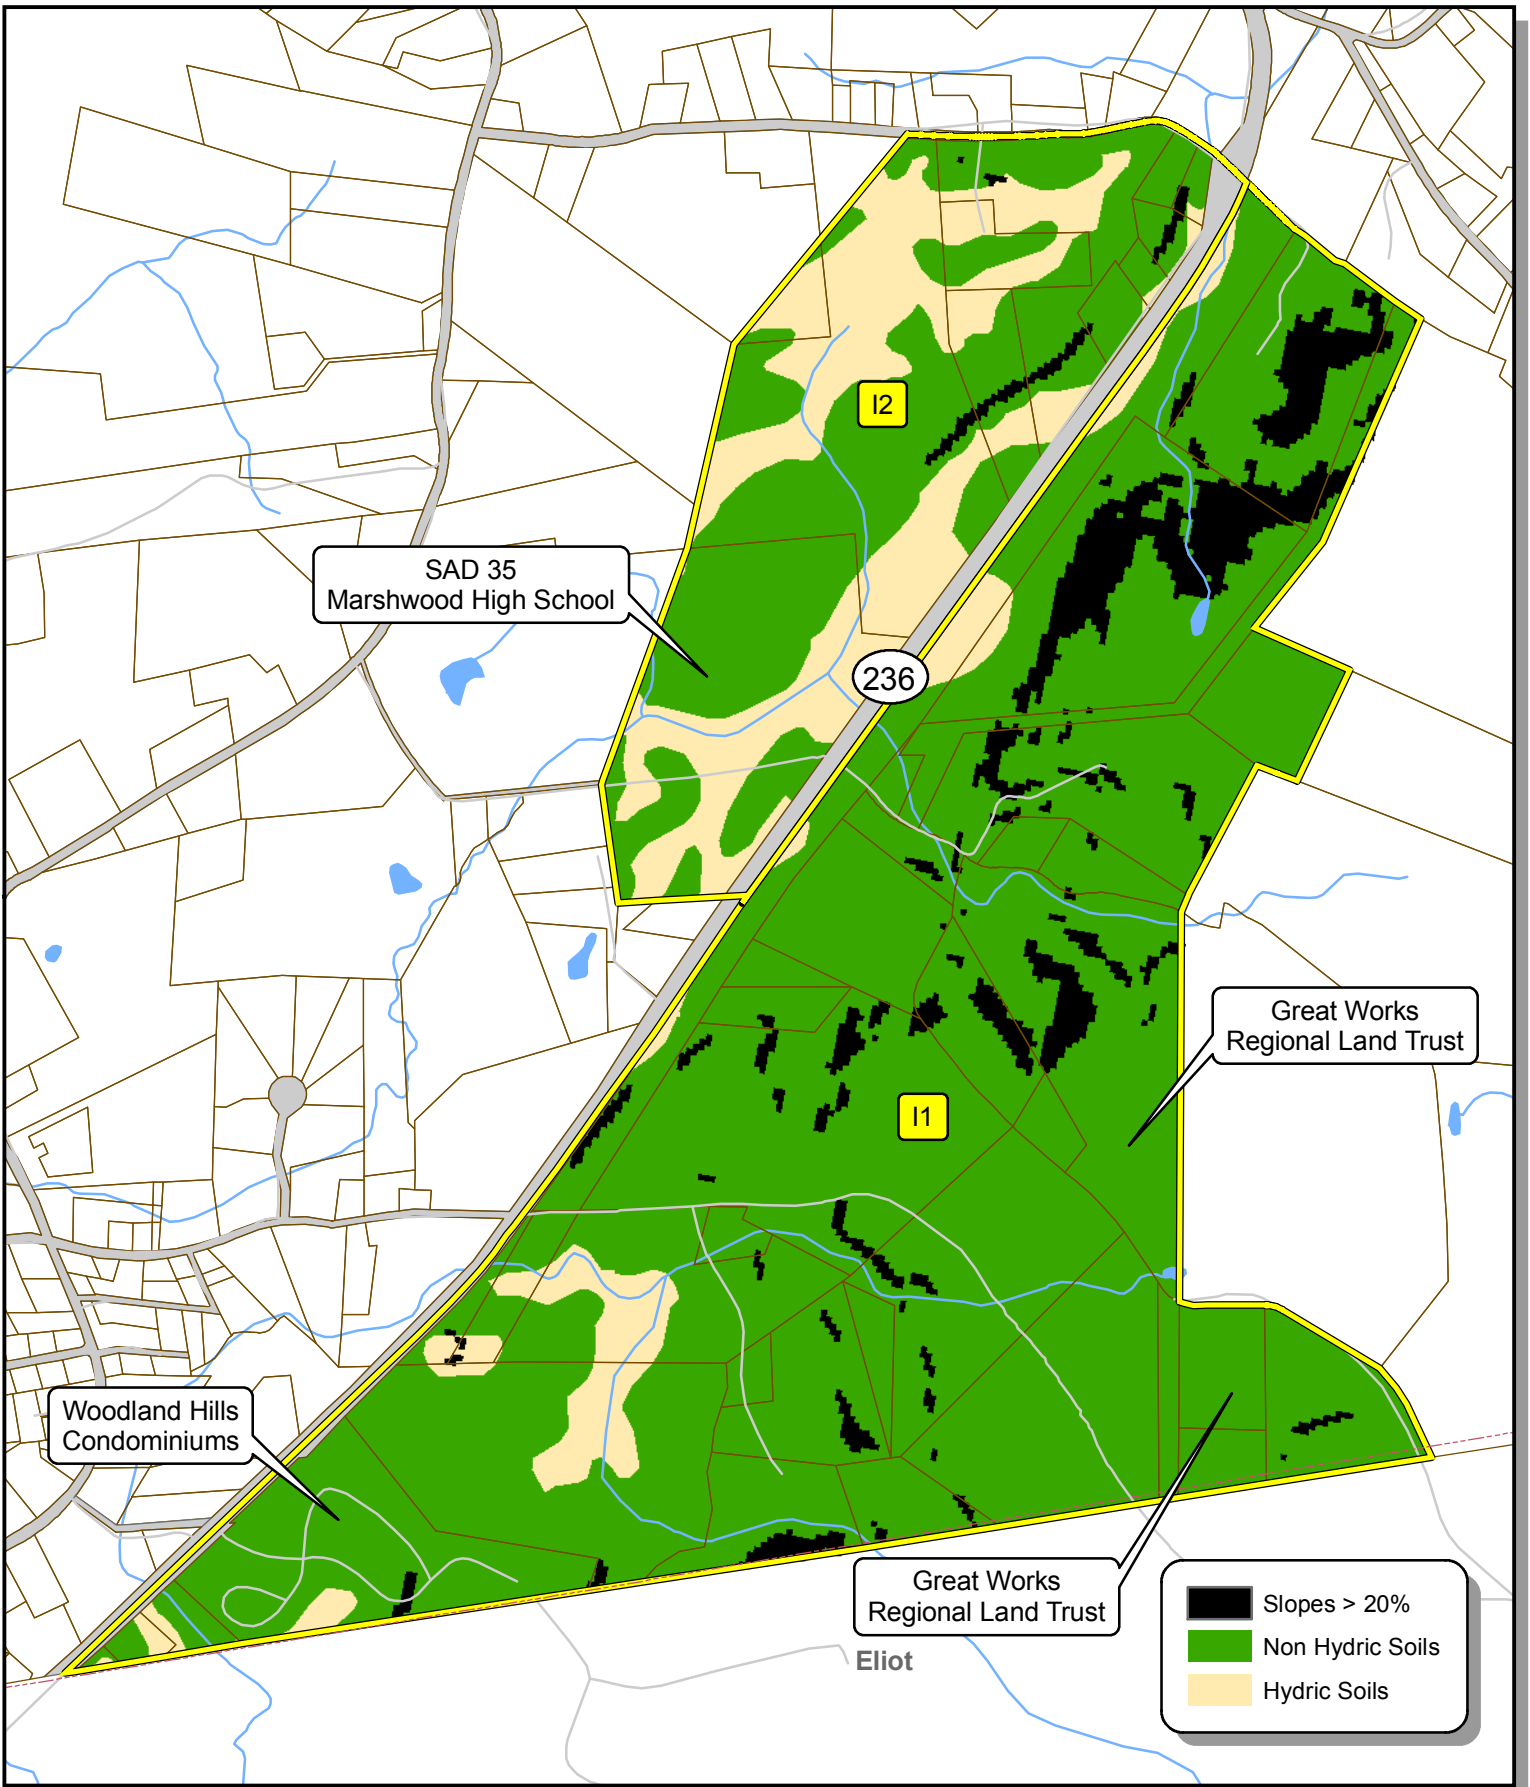 I2
SAD 35
Marshwood High School
236
Great Works
Regional Land Trust
I1
Woodland Hills
Condominiums
Great Works
Regional Land Trust
Eliot
Slopes > 20%
Non Hydric Soils
Hydric Soils